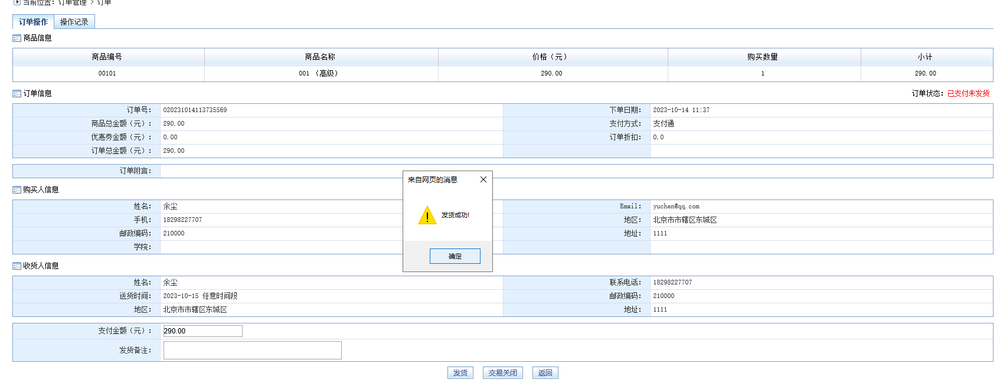 当前位置：订单管理 > 订单
订单操作 操作记录
商品信息
商品编号 商品名称 价格（元） 购买数量 小计
00101 001 （高级） 290.00 1 290.00
订单信息 订单状态：已支付未发货
订单号： 020231014113735569 下单日期： 2023-10-14 11:37
商品总金额（元）： 290.00 支付方式： 支付通
优惠券金额（元）： 0.00 订单折扣： 0.0
订单总金额（元）： 290.00
订单附言：
来自网页的消息
发货成功!
确定
购买人信息
姓名： 余尘 Email: yuchen@qq.com
手机： 18298227707 地区： 北京市市辖区东城区
邮政编码： 210000 地址： 1111
学院：
收货人信息
姓名： 余尘 联系电话： 18298227707
送货时间： 2023-10-15 任意时间段 邮政编码： 210000
地区： 北京市市辖区东城区 地址： 1111
支付金额（元）： 290.00
发货备注：
发货 交易关闭 返回